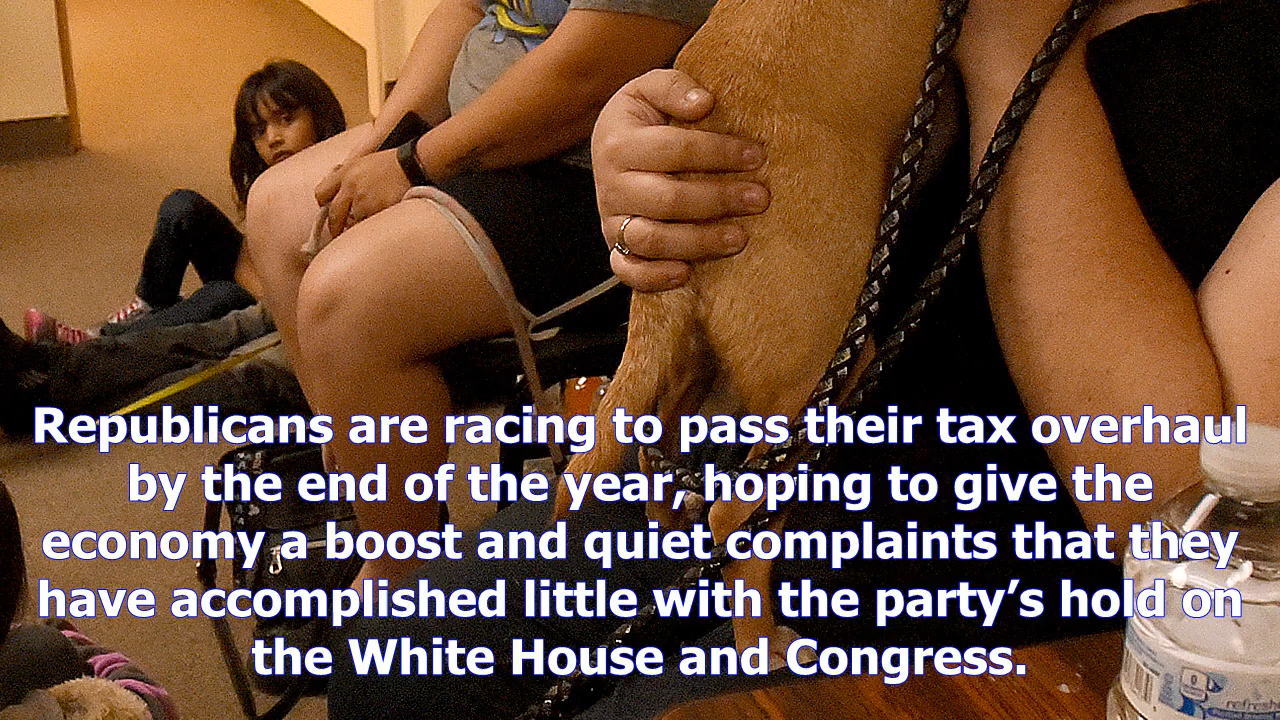 Republicans are racing to pass their tax overhaul
by the end of the year, hoping to give the
economy a boost and quiet complaints that they
have accomplished little with the party’s hold on
the White House and Congress.
refresh